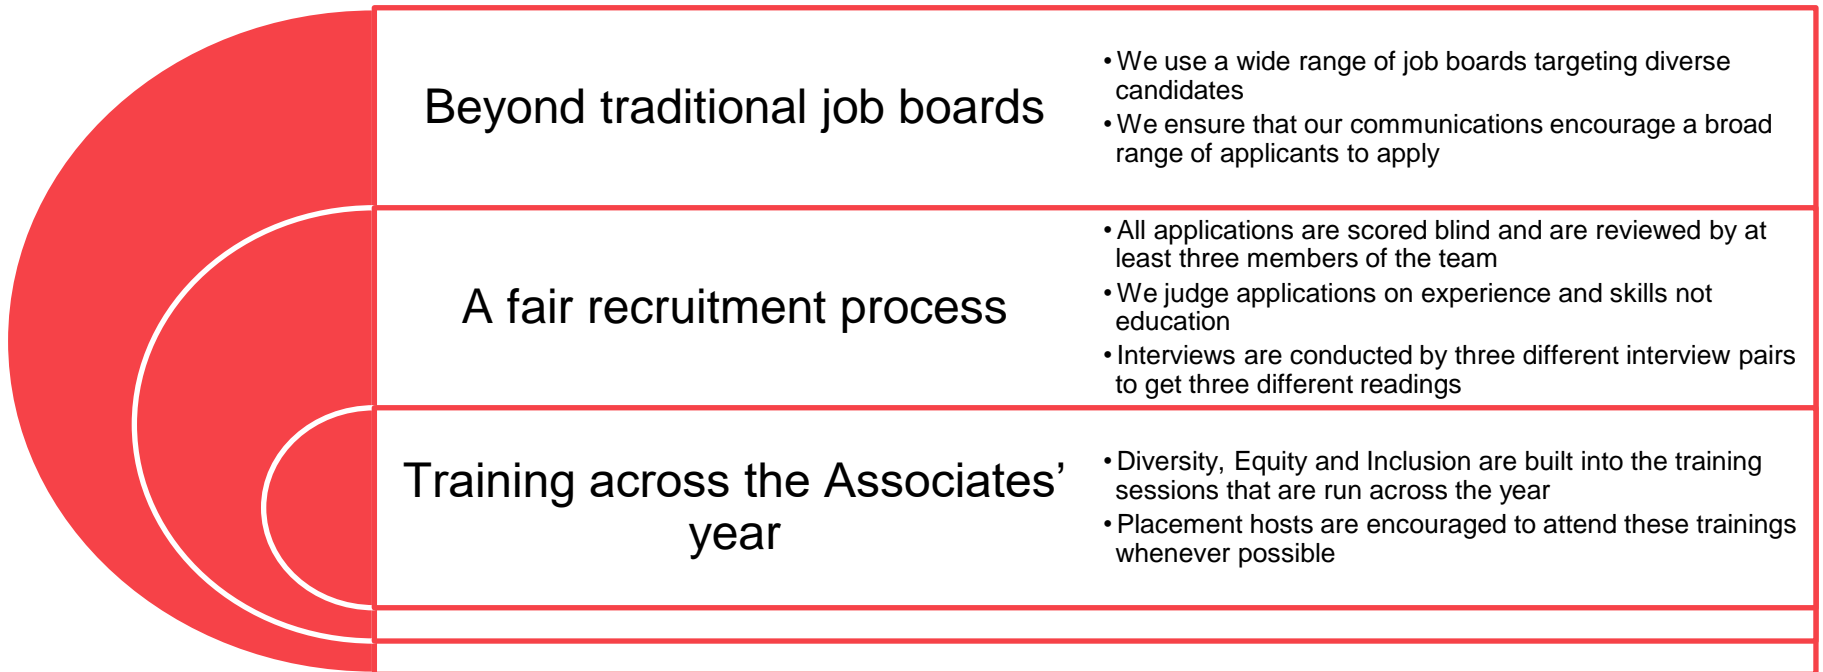 Beyond traditional job boards
•We use a wide range of job boards targeting diverse
candidates
•We ensure that our communications encourage a broad
range of applicants to apply
A fair recruitment process
•All applications are scored blind and are reviewed by at
least three members of the team
•We judge applications on experience and skills not
education
•Interviews are conducted by three different interview pairs
to get three different readings
Training across the Associates’
year
•Diversity, Equity and Inclusion are built into the training
sessions that are run across the year
•Placement hosts are encouraged to attend these trainings
whenever possible